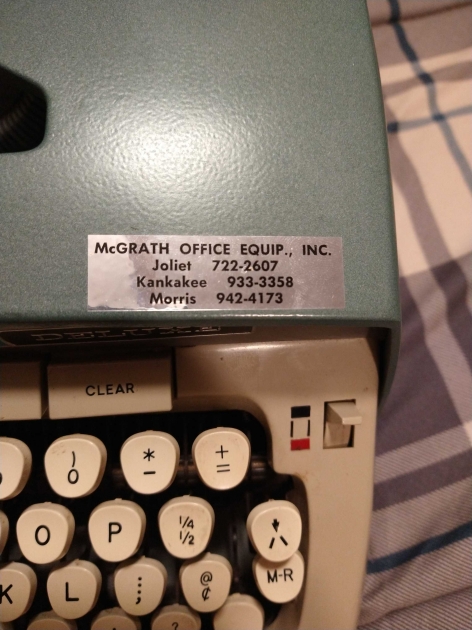 McGRATH OFFICE EQUIP., INC.
Joliet 722-2607
Kankakee 933-3358
Morris 942-4173
CLEAR
) 0 * - + =
O P 1/4 1/2
K L : ; @ ¢ M-R
?